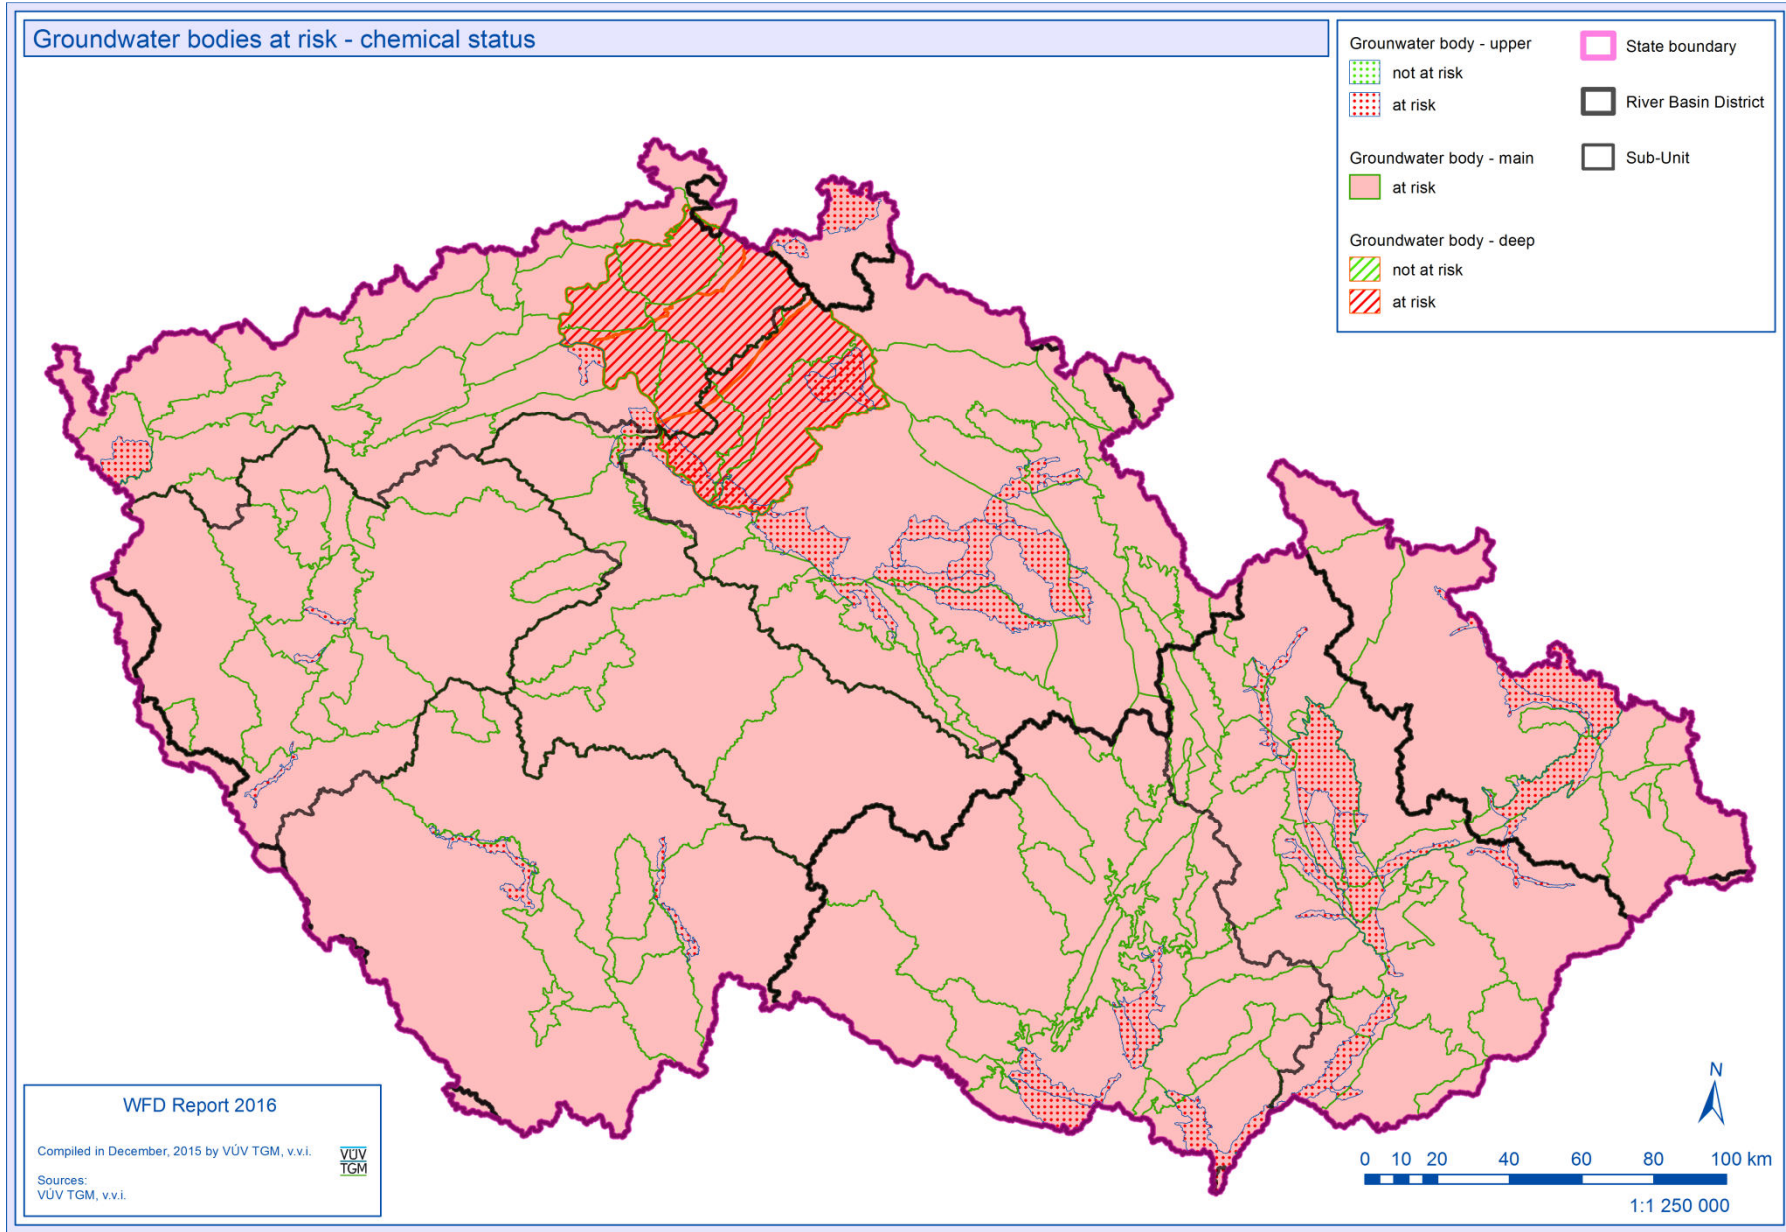 Groundwater bodies at risk - chemical status
Grounwater body - upper
not at risk
at risk
Groundwater body - main
at risk
Groundwater body - deep
not at risk
at risk
State boundary
River Basin District
Sub-Unit
WFD Report 2016
Compiled in December, 2015 by VÚV TGM, v.v.i.
Sources:
VÚV TGM, v.v.i.
VÚV
TGM
N
0 10 20 40 60 80 100 km
1:1 250 000